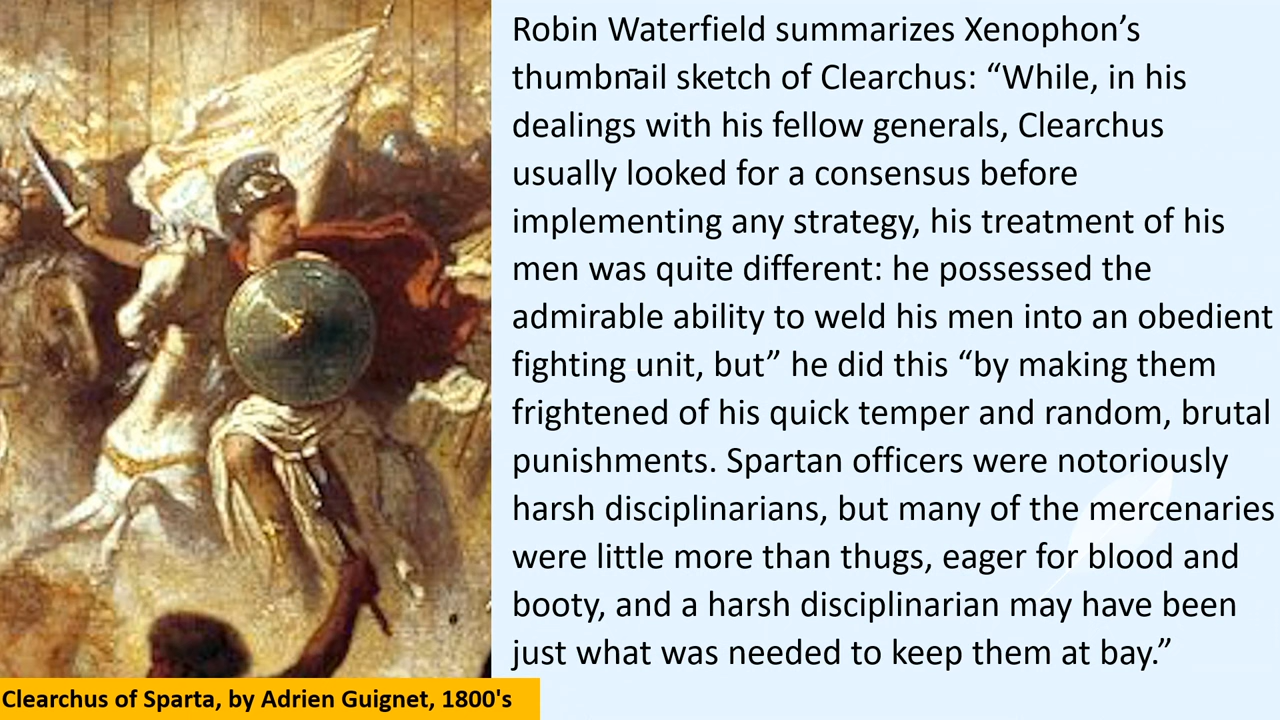 Robin Waterfield summarizes Xenophon’s
thumbnail sketch of Clearchus: “While, in his
dealings with his fellow generals, Clearchus
usually looked for a consensus before
implementing any strategy, his treatment of his
men was quite different: he possessed the
admirable ability to weld his men into an obedient
fighting unit, but” he did this “by making them
frightened of his quick temper and random, brutal
punishments. Spartan officers were notoriously
harsh disciplinarians, but many of the mercenaries
were little more than thugs, eager for blood and
booty, and a harsh disciplinarian may have been
just what was needed to keep them at bay.”
Clearchus of Sparta, by Adrien Guignet, 1800's